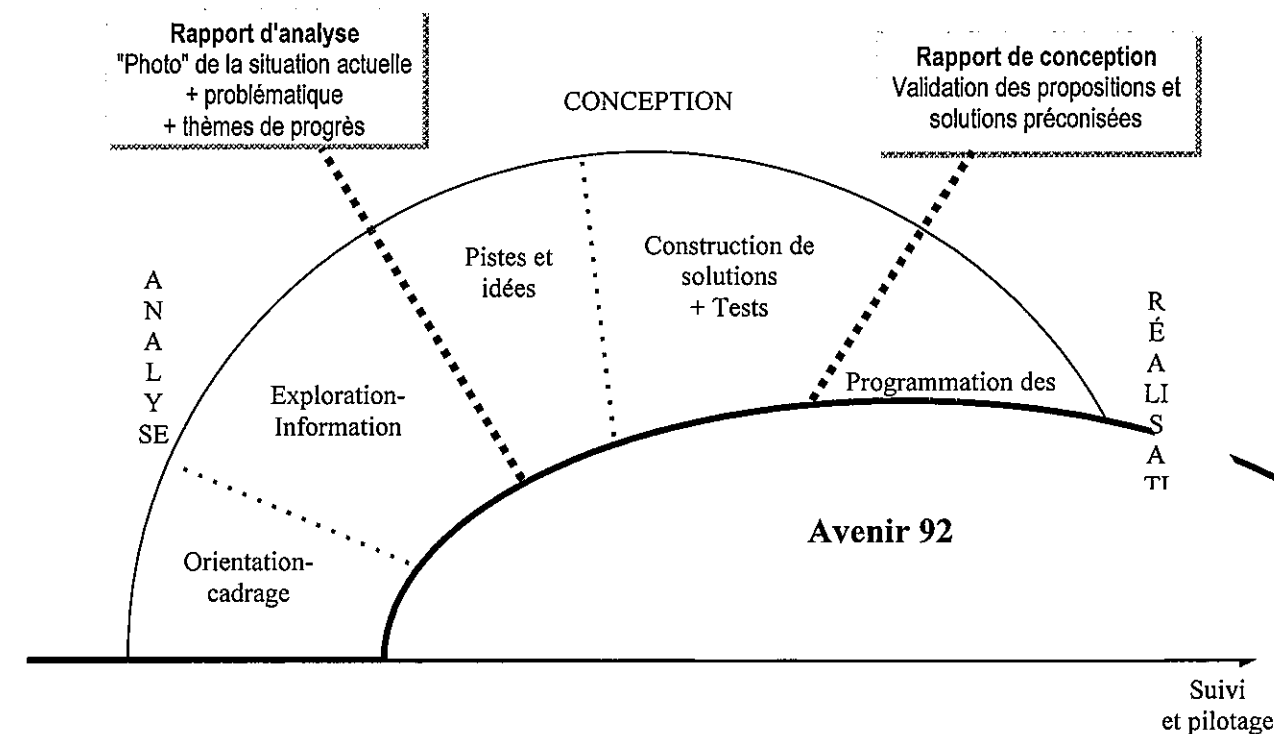 Rapport d'analyse
"Photo" de la situation actuelle
+ problématique
+ thèmes de progrès
Rapport de conception
Validation des propositions et
solutions préconisées
CONCEPTION
Pistes et
idées
Construction de
solutions
+ Tests
A
N
A
L
Y
SE
Exploration-
Information
Orientation-
cadrage
Programmation des
R
É
A
LI
S
A
TI
Avenir 92
Suivi
et pilotage